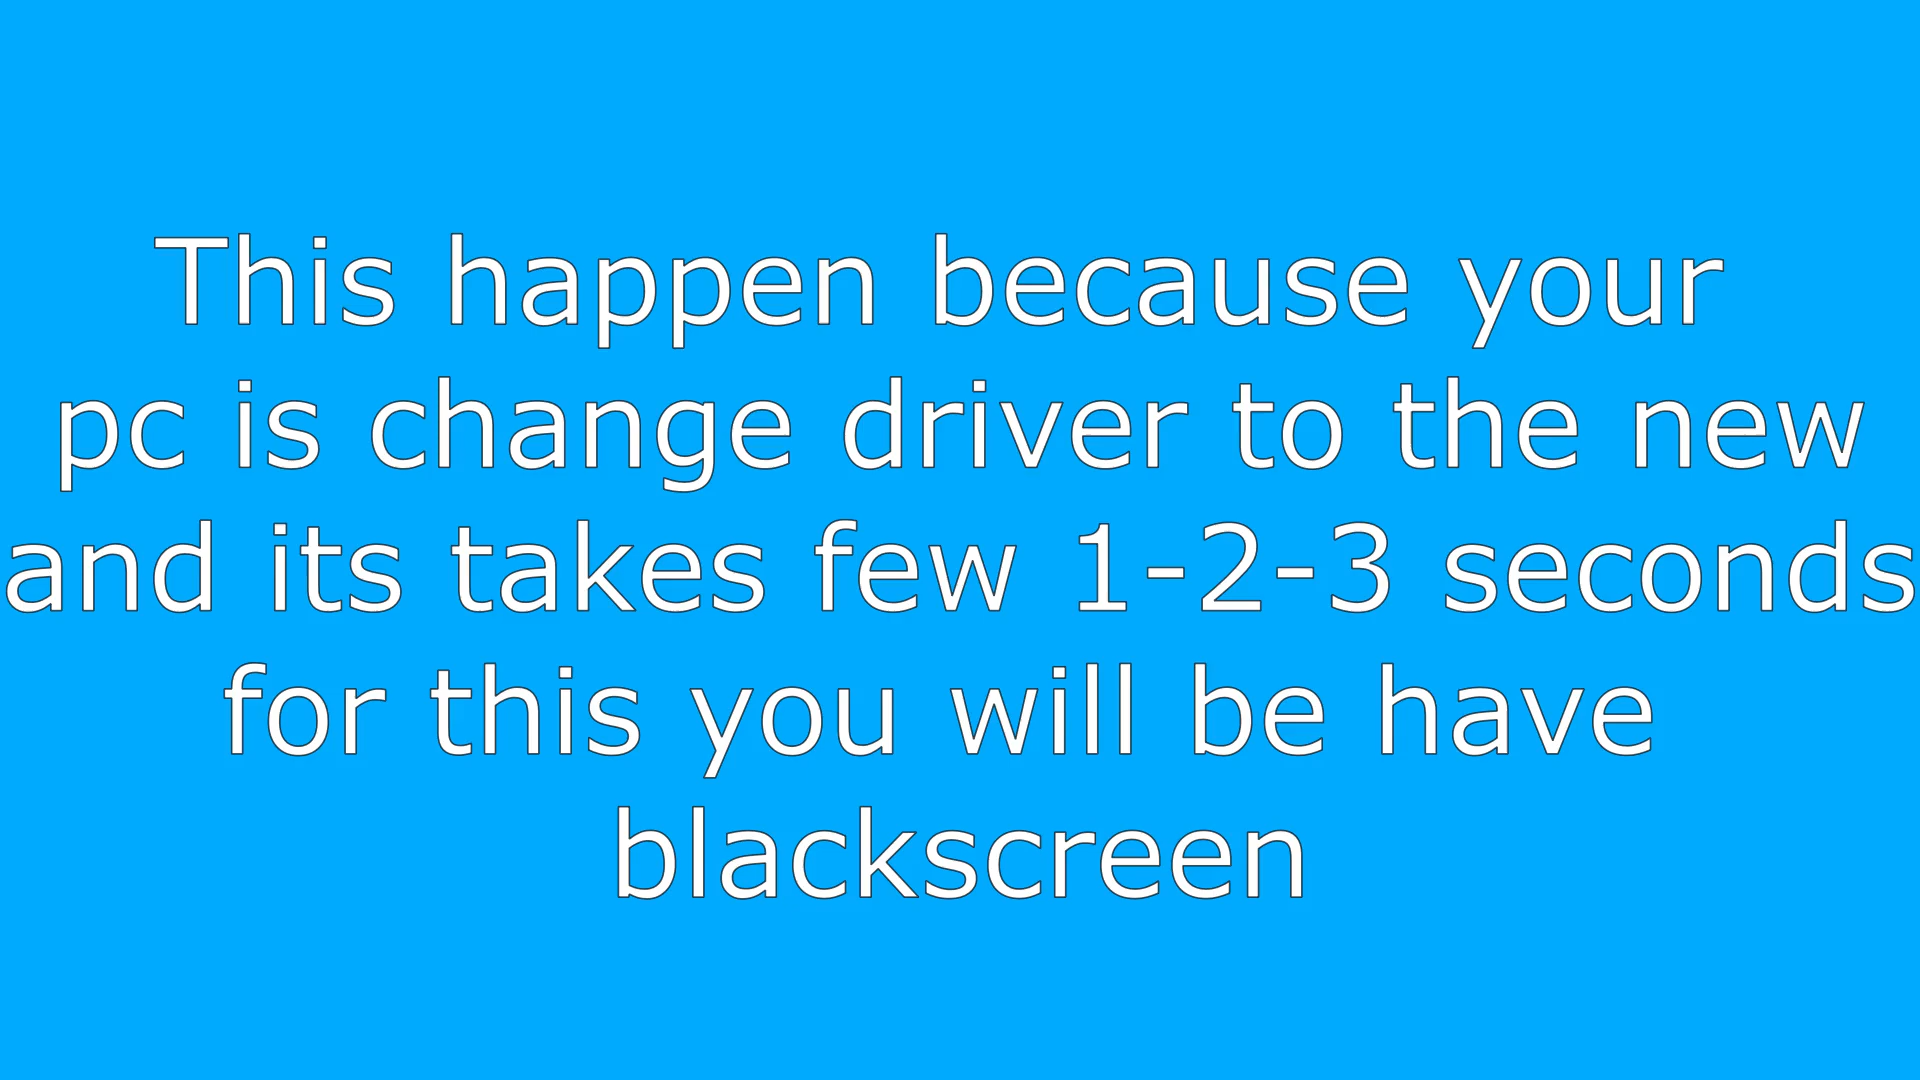 This happen because your
pc is change driver to the new
and its takes few 1-2-3 seconds
for this you will be have
blackscreen